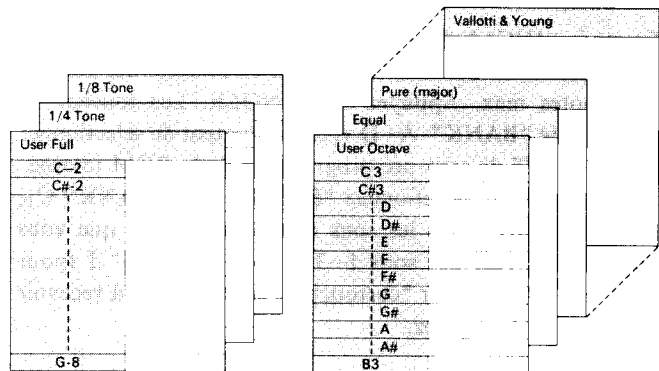 Vallotti & Young
1/8 Tone
Pure (major)
1/4 Tone
Equal
User Full
User Octave
C-2
C#-2
G-8
C3
C#3
D
D#
E
F
F#
G
G#
A
A#
B3